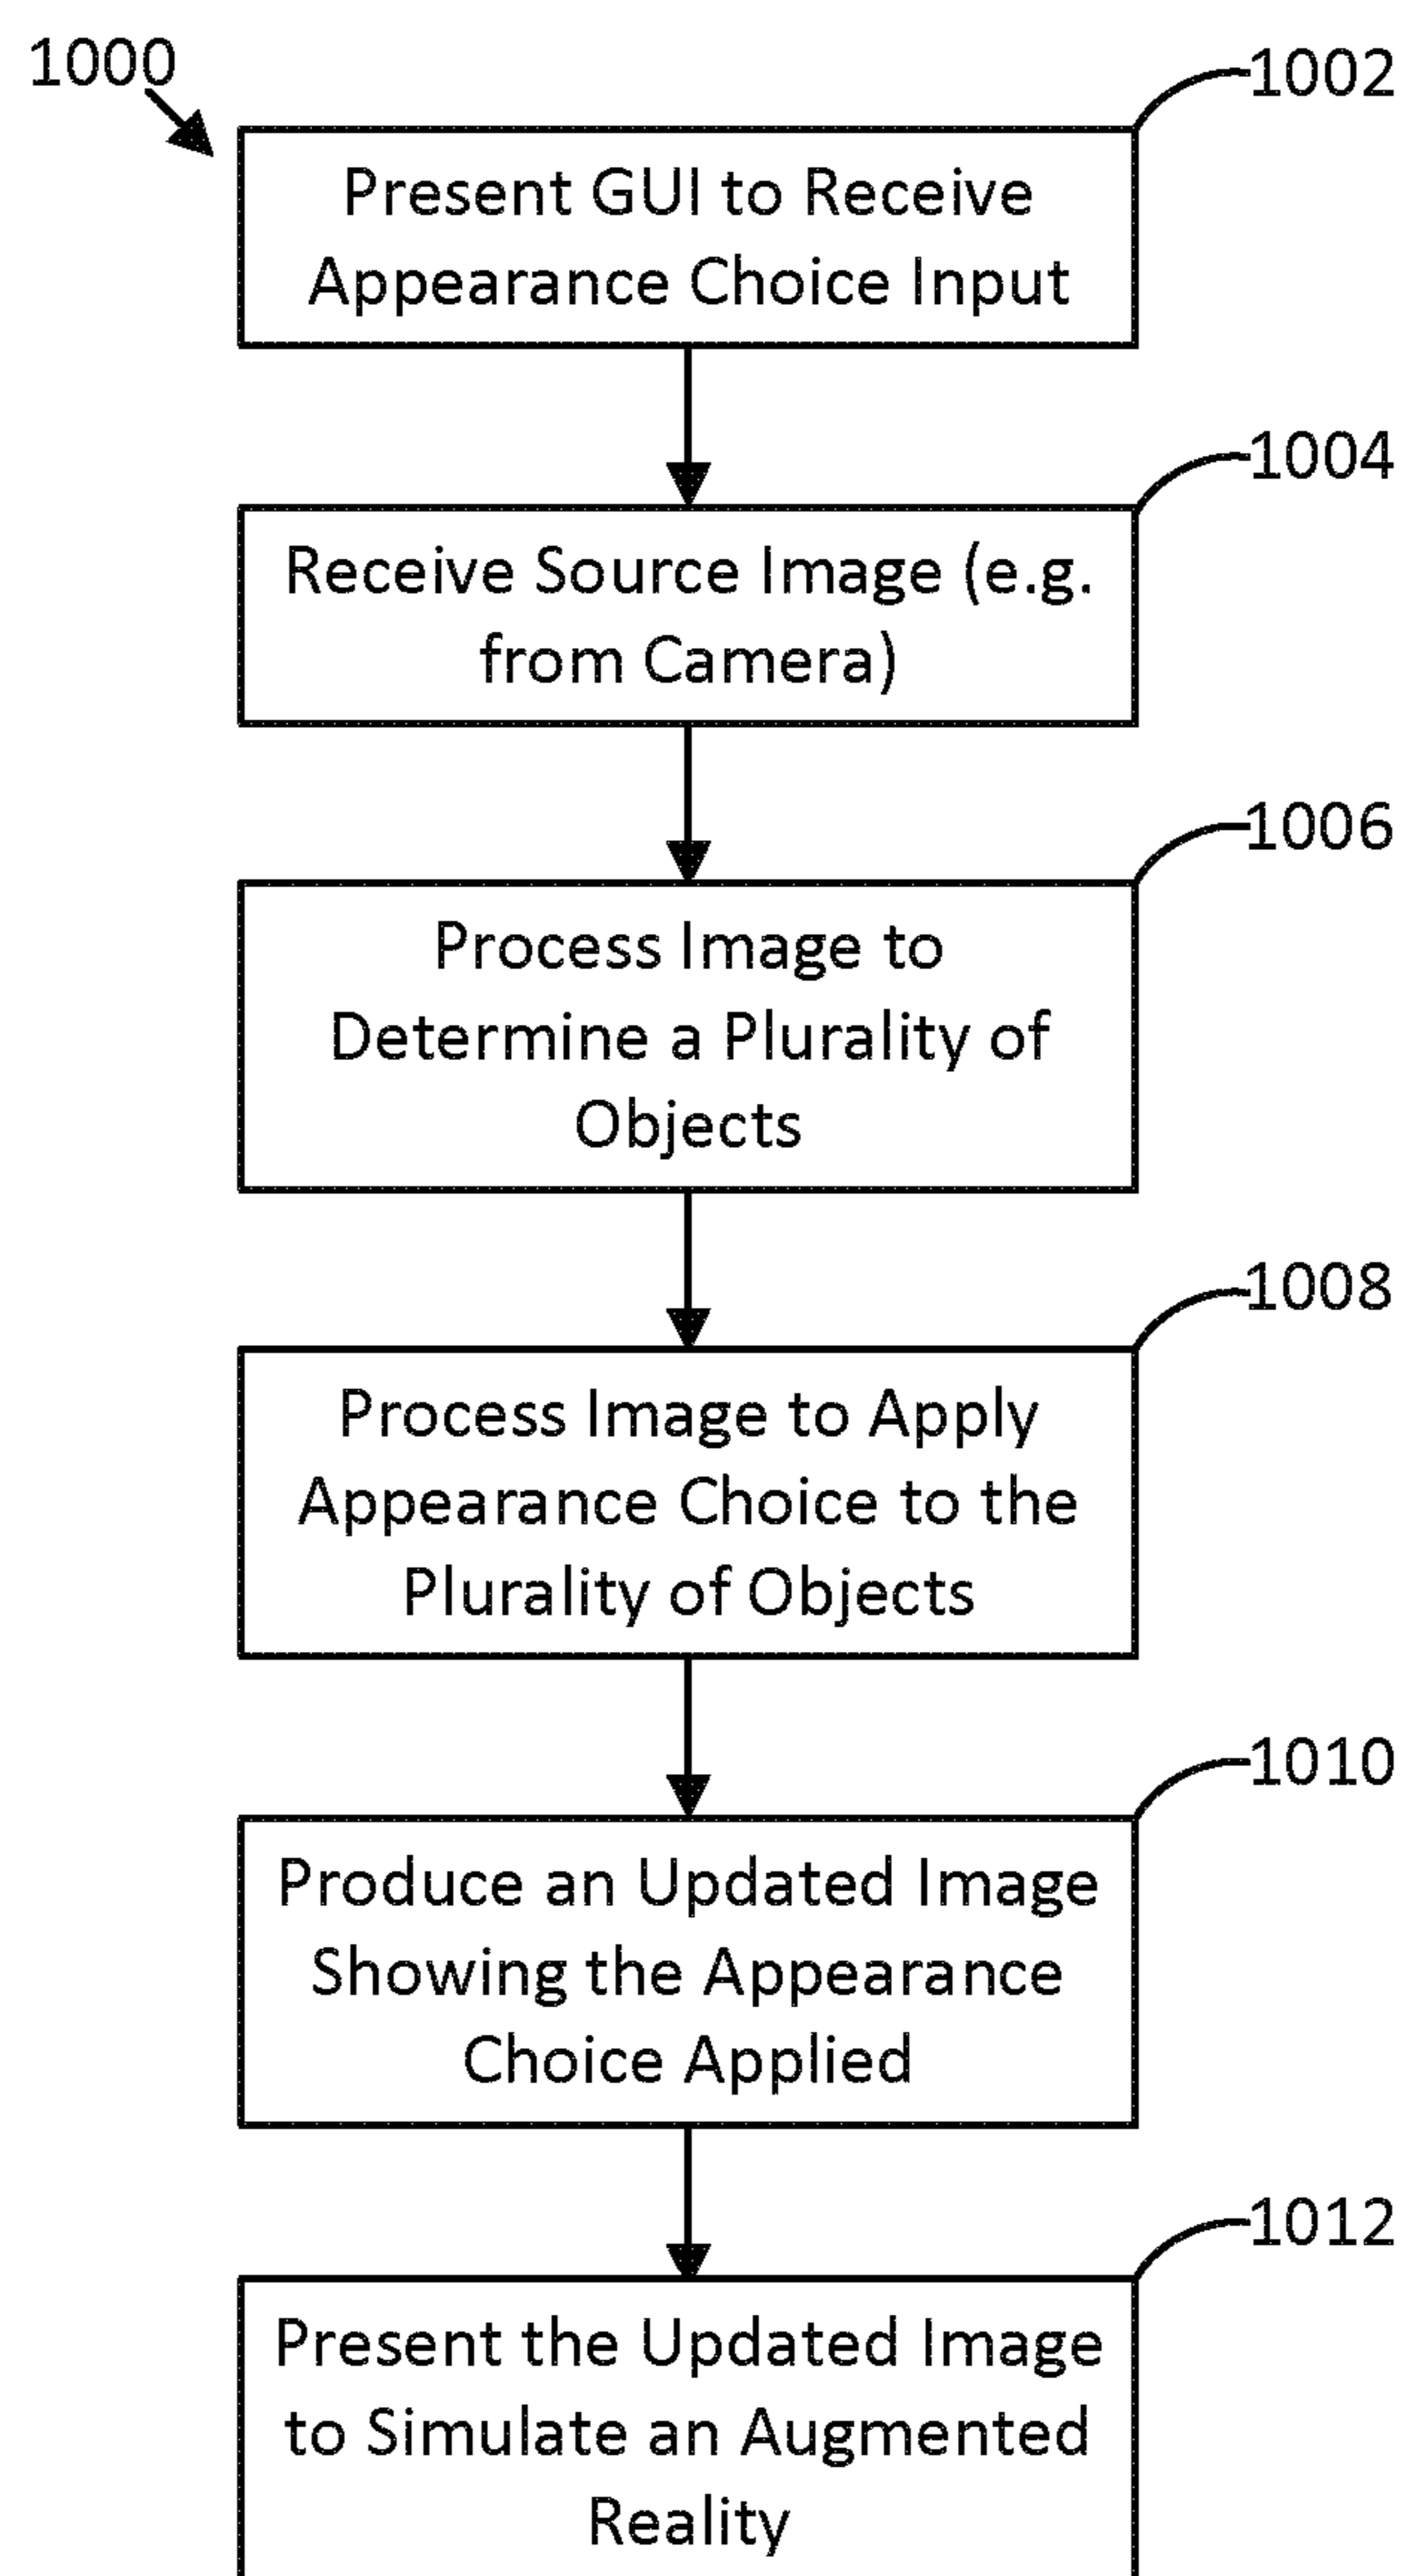 1000
1002
Present GUI to Receive
Appearance Choice Input
1004
Receive Source Image (e.g.
from Camera)
1006
Process Image to
Determine a Plurality of
Objects
1008
Process Image to Apply
Appearance Choice to the
Plurality of Objects
1010
Produce an Updated Image
Showing the Appearance
Choice Applied
1012
Present the Updated Image
to Simulate an Augmented
Reality